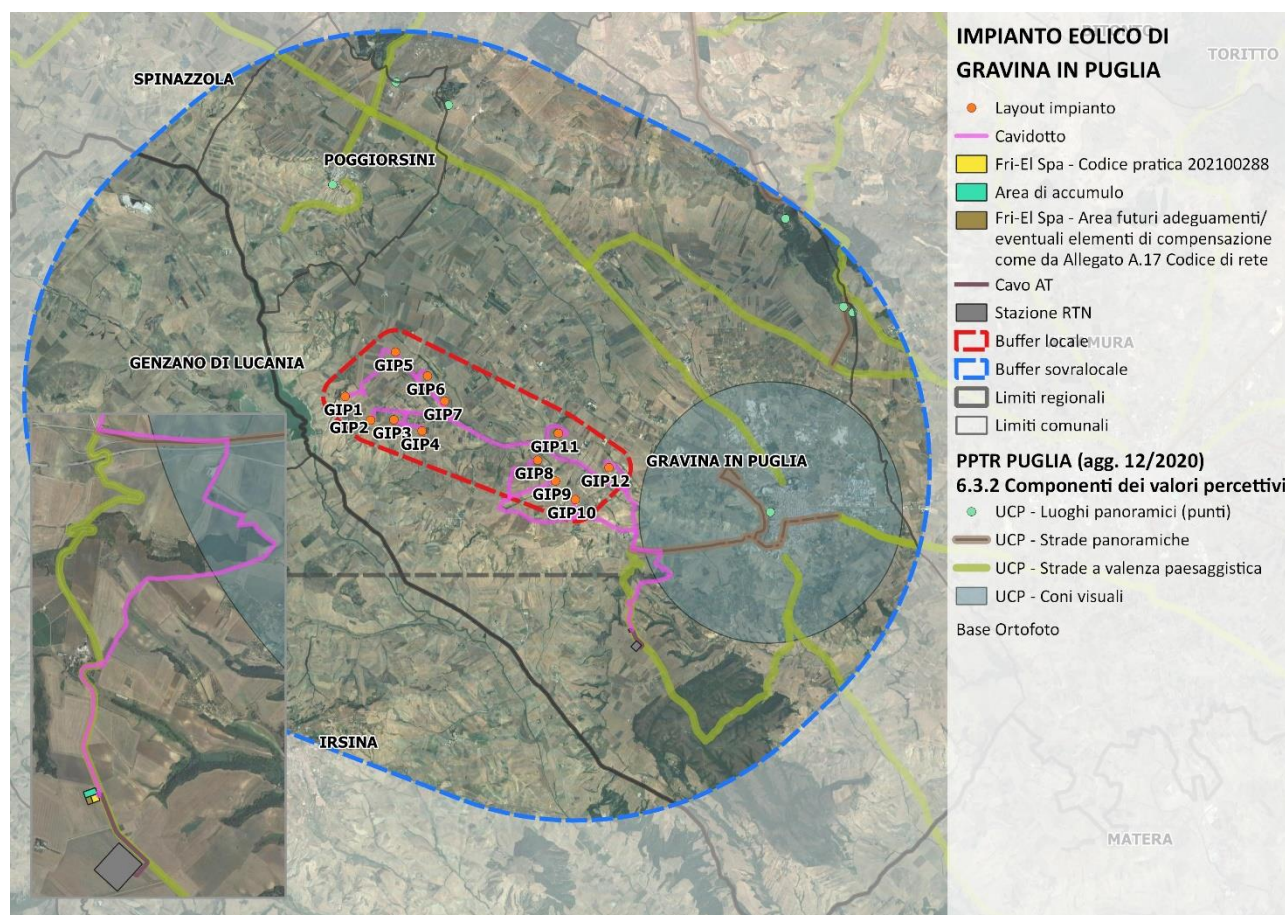 SPINAZZOLA
POGGIORSINI
GENZANO DI LUCANIA
GIP5
GIP6
GIP1
GIP7
GIP2
GIP3
GIP4
GIP11
GIP8
GRAVINA IN PUGLIA
GIP12
GIP9
GIP10
IRSINA
IMPIANTO EOLICO DI
GRAVINA IN PUGLIA
BITONTO
TORITTO
Layout impianto
Cavidotto
Fri-El Spa - Codice pratica 202100288
Area di accumulo
Fri-El Spa - Area futuri adeguamenti/
eventuali elementi di compensazione
come da Allegato A.17 Codice di rete
Cavo AT
Stazione RTN
Buffer locale
Buffer sovralocale
Limiti regionali
Limiti comunali
PPTR PUGLIA (agg. 12/2020)
6.3.2 Componenti dei valori percettivi
UCP - Luoghi panoramici (punti)
UCP - Strade panoramiche
UCP - Strade a valenza paesaggistica
UCP - Coni visuali
Base Ortofoto
MATERA